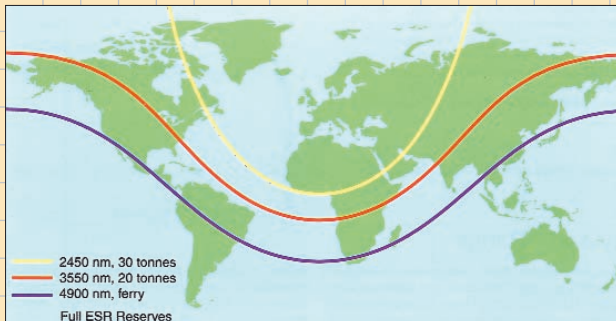 2450 nm, 30 tonnes
3550 nm, 20 tonnes
4900 nm, ferry
Full ESR Reserves